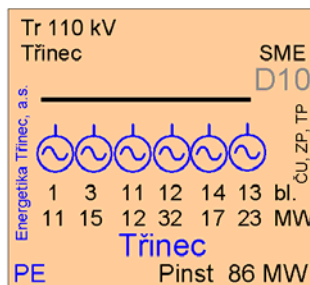 Tr 110 kV
Třinec SME
D10
Energetika Třinec, a.s.
ČU, ZP, TP
1 3 11 12 14 13 bl.
11 15 12 32 17 23 MW
Třinec
PE Pinst 86 MW